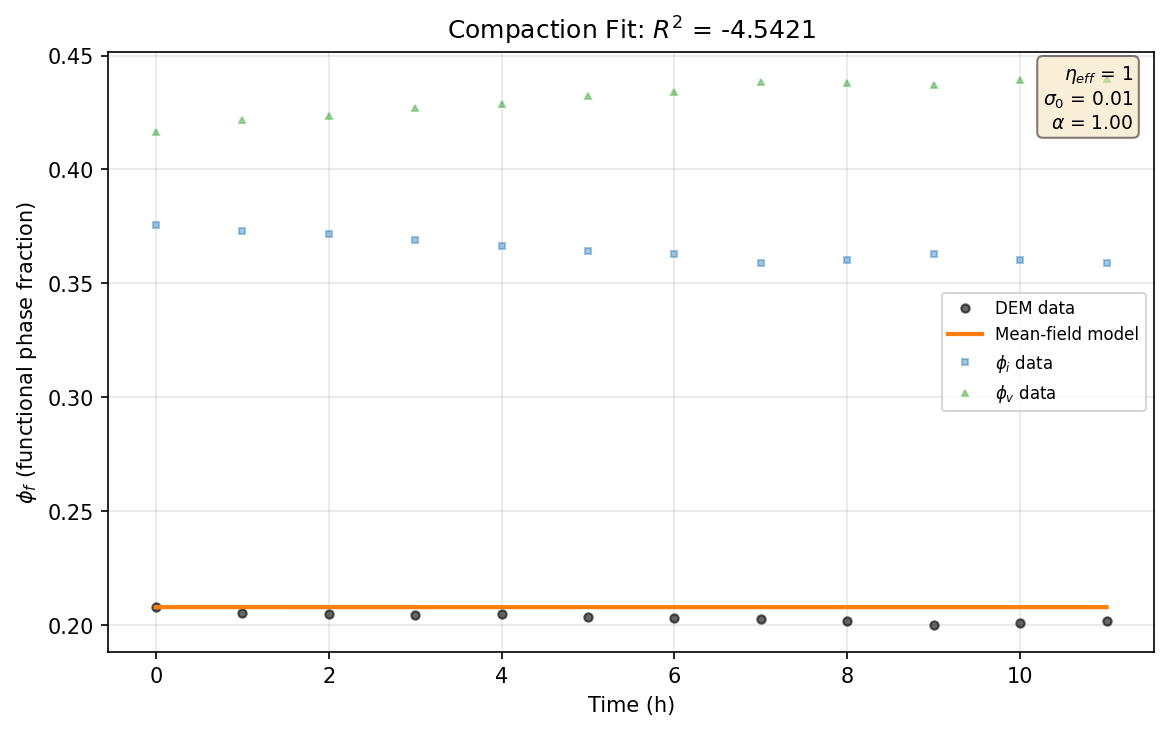 Compaction Fit: R² = -4.5421
η_eff = 1
σ₀ = 0.01
α = 1.00
ϕ_f (functional phase fraction)
0.45
0.40
0.35
0.30
0.25
0.20
DEM data
Mean-field model
ϕ_i data
ϕ_v data
0 2 4 6 8 10
Time (h)